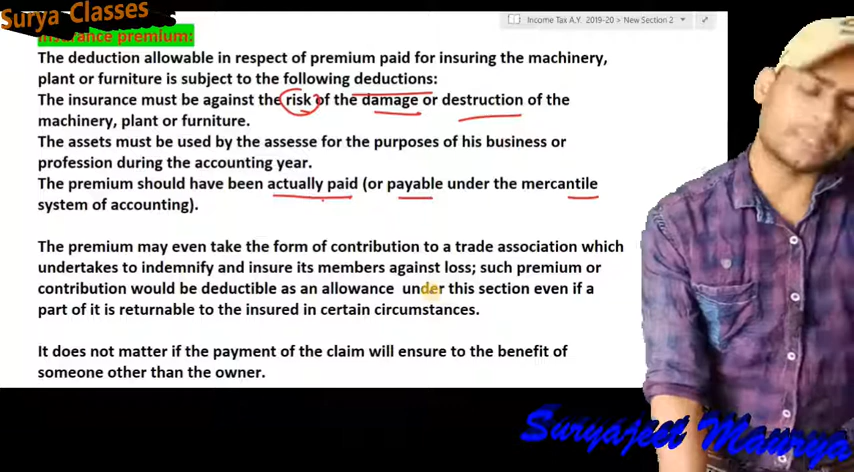 Surya Classes
Income Tax A.Y. 2019-20 > New Section 2
Insurance premium:
The deduction allowable in respect of premium paid for insuring the machinery,
plant or furniture is subject to the following deductions:
The insurance must be against the risk of the damage or destruction of the
machinery, plant or furniture.
The assets must be used by the assesse for the purposes of his business or
profession during the accounting year.
The premium should have been actually paid (or payable under the mercantile
system of accounting).
The premium may even take the form of contribution to a trade association which
undertakes to indemnify and insure its members against loss; such premium or
contribution would be deductible as an allowance under this section even if a
part of it is returnable to the insured in certain circumstances.
It does not matter if the payment of the claim will ensure to the benefit of
someone other than the owner.
Suryajeet Maurya